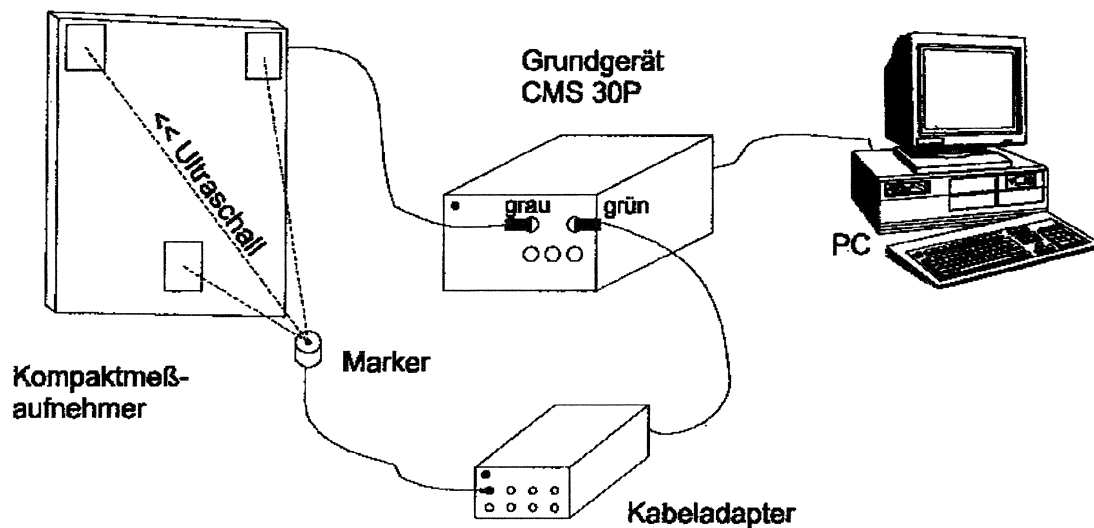 Grundgerät
CMS 30P
<< Ultraschall
grau
grün
PC
Marker
Kompaktmeß-
aufnehmer
Kabeladapter